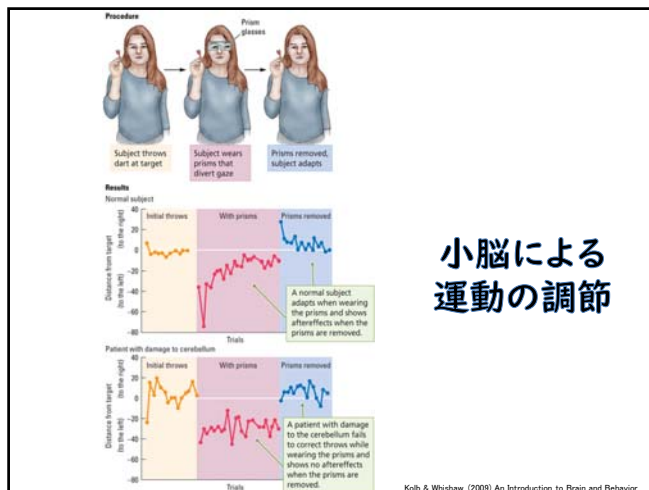 Procedure
Prism
glasses
Subject throws
dart at target
Subject wears
prisms that
divert gaze
Prisms removed,
subject adapts
Results
Normal subject
Distance from target
(to the left) (to the right)
40
20
0
−20
−40
−60
−80
Initial throws
With prisms
Prisms removed
A normal subject
adapts when wearing
the prisms and shows
aftereffects when the
prisms are removed.
Trials
Patient with damage to cerebellum
Distance from target
(to the left) (to the right)
40
20
0
−20
−40
−60
−80
Initial throws
With prisms
Prisms removed
A patient with damage
to the cerebellum fails
to correct throws while
wearing the prisms and
shows no aftereffects
when the prisms are
removed.
Trials
小脳による
運動の調節
Kolb & Whishaw (2009) An Introduction to Brain and Behavior